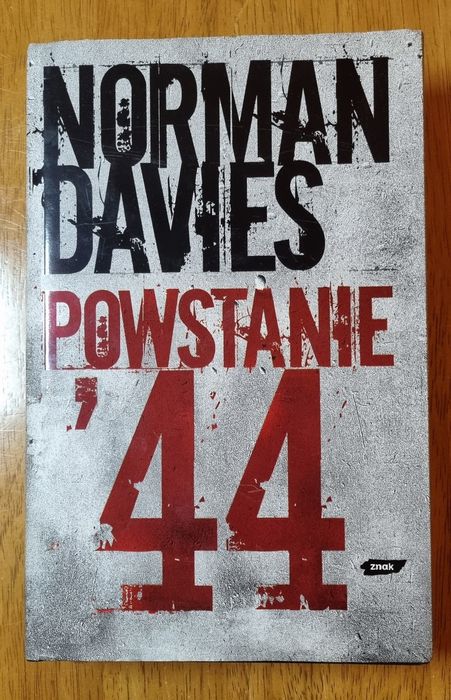 NORMAN
DAVIES
POWSTANIE
'44
znak